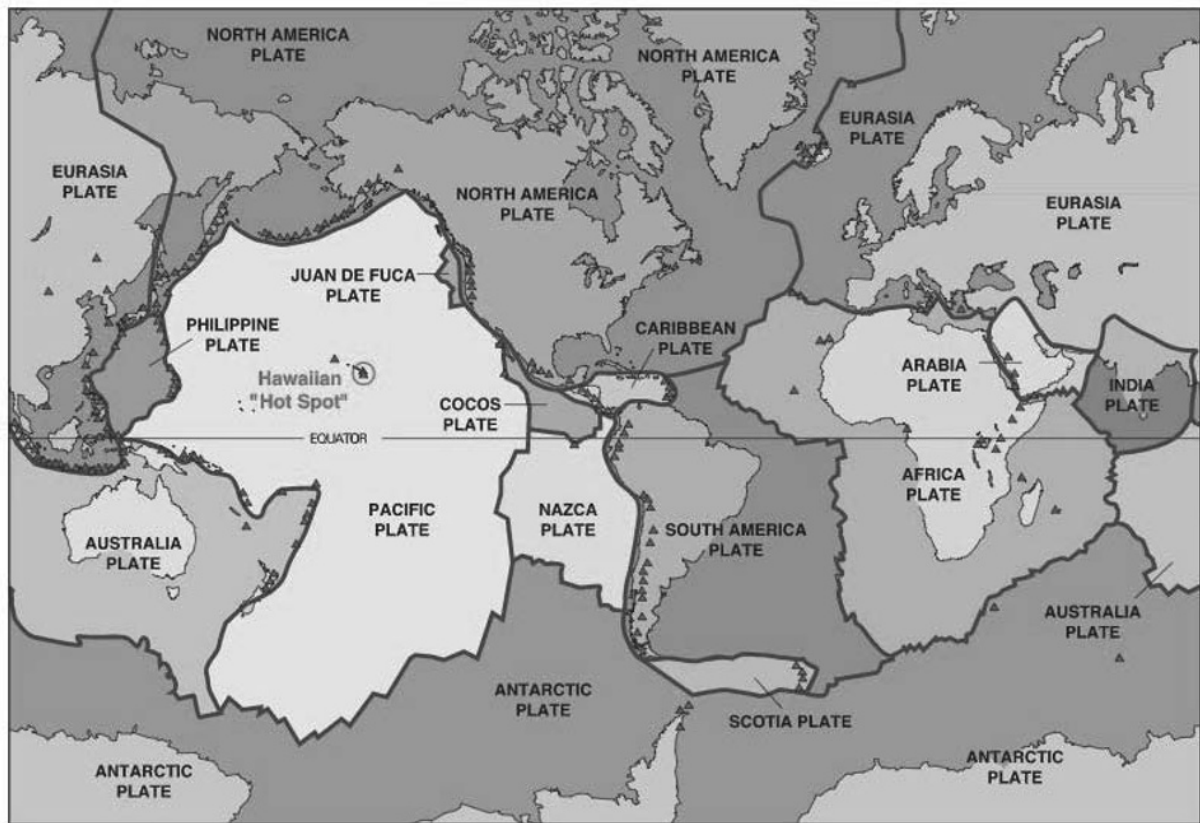 NORTH AMERICA
PLATE
NORTH AMERICA
PLATE
EURASIA
PLATE
EURASIA
PLATE
NORTH AMERICA
PLATE
EURASIA
PLATE
JUAN DE FUCA
PLATE
PHILIPPINE
PLATE
CARIBBEAN
PLATE
ARABIA
PLATE
INDIA
PLATE
Hawaiian
"Hot Spot"
COCOS
PLATE
EQUATOR
AFRICA
PLATE
PACIFIC
PLATE
NAZCA
PLATE
SOUTH AMERICA
PLATE
AUSTRALIA
PLATE
AUSTRALIA
PLATE
ANTARCTIC
PLATE
SCOTIA PLATE
ANTARCTIC
PLATE
ANTARCTIC
PLATE